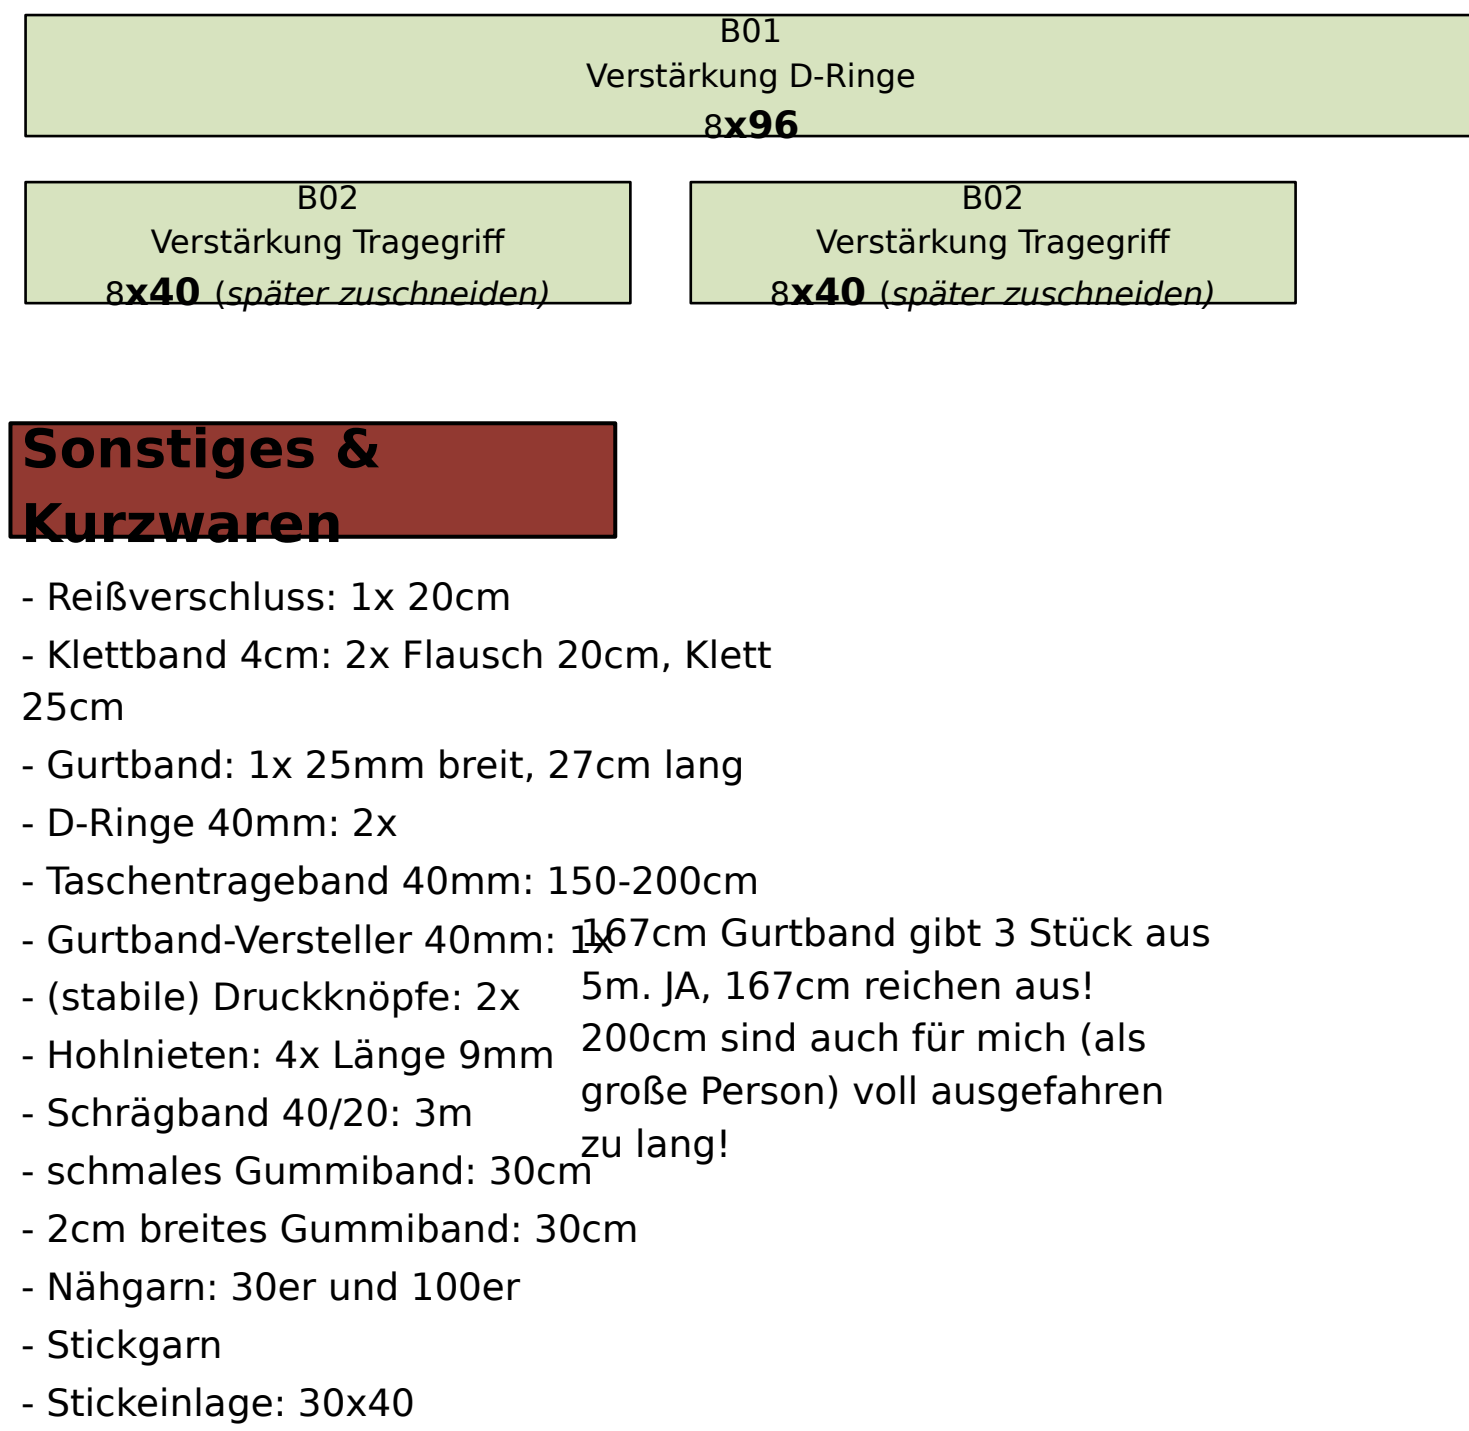 B01
Verstärkung D-Ringe
8x96
B02
Verstärkung Tragegriff
8x40 (später zuschneiden)
B02
Verstärkung Tragegriff
8x40 (später zuschneiden)
Sonstiges &
Kurzwaren
- Reißverschluss: 1x 20cm
- Klettband 4cm: 2x Flausch 20cm, Klett
25cm
- Gurtband: 1x 25mm breit, 27cm lang
- D-Ringe 40mm: 2x
- Taschentrageband 40mm: 150-200cm
- Gurtband-Versteller 40mm: 1x
- (stabile) Druckknöpfe: 2x
- Hohlnieten: 4x Länge 9mm
- Schrägband 40/20: 3m
- schmales Gummiband: 30cm
- 2cm breites Gummiband: 30cm
- Nähgarn: 30er und 100er
- Stickgarn
- Stickeinlage: 30x40
167cm Gurtband gibt 3 Stück aus
5m. JA, 167cm reichen aus!
200cm sind auch für mich (als
große Person) voll ausgefahren
zu lang!